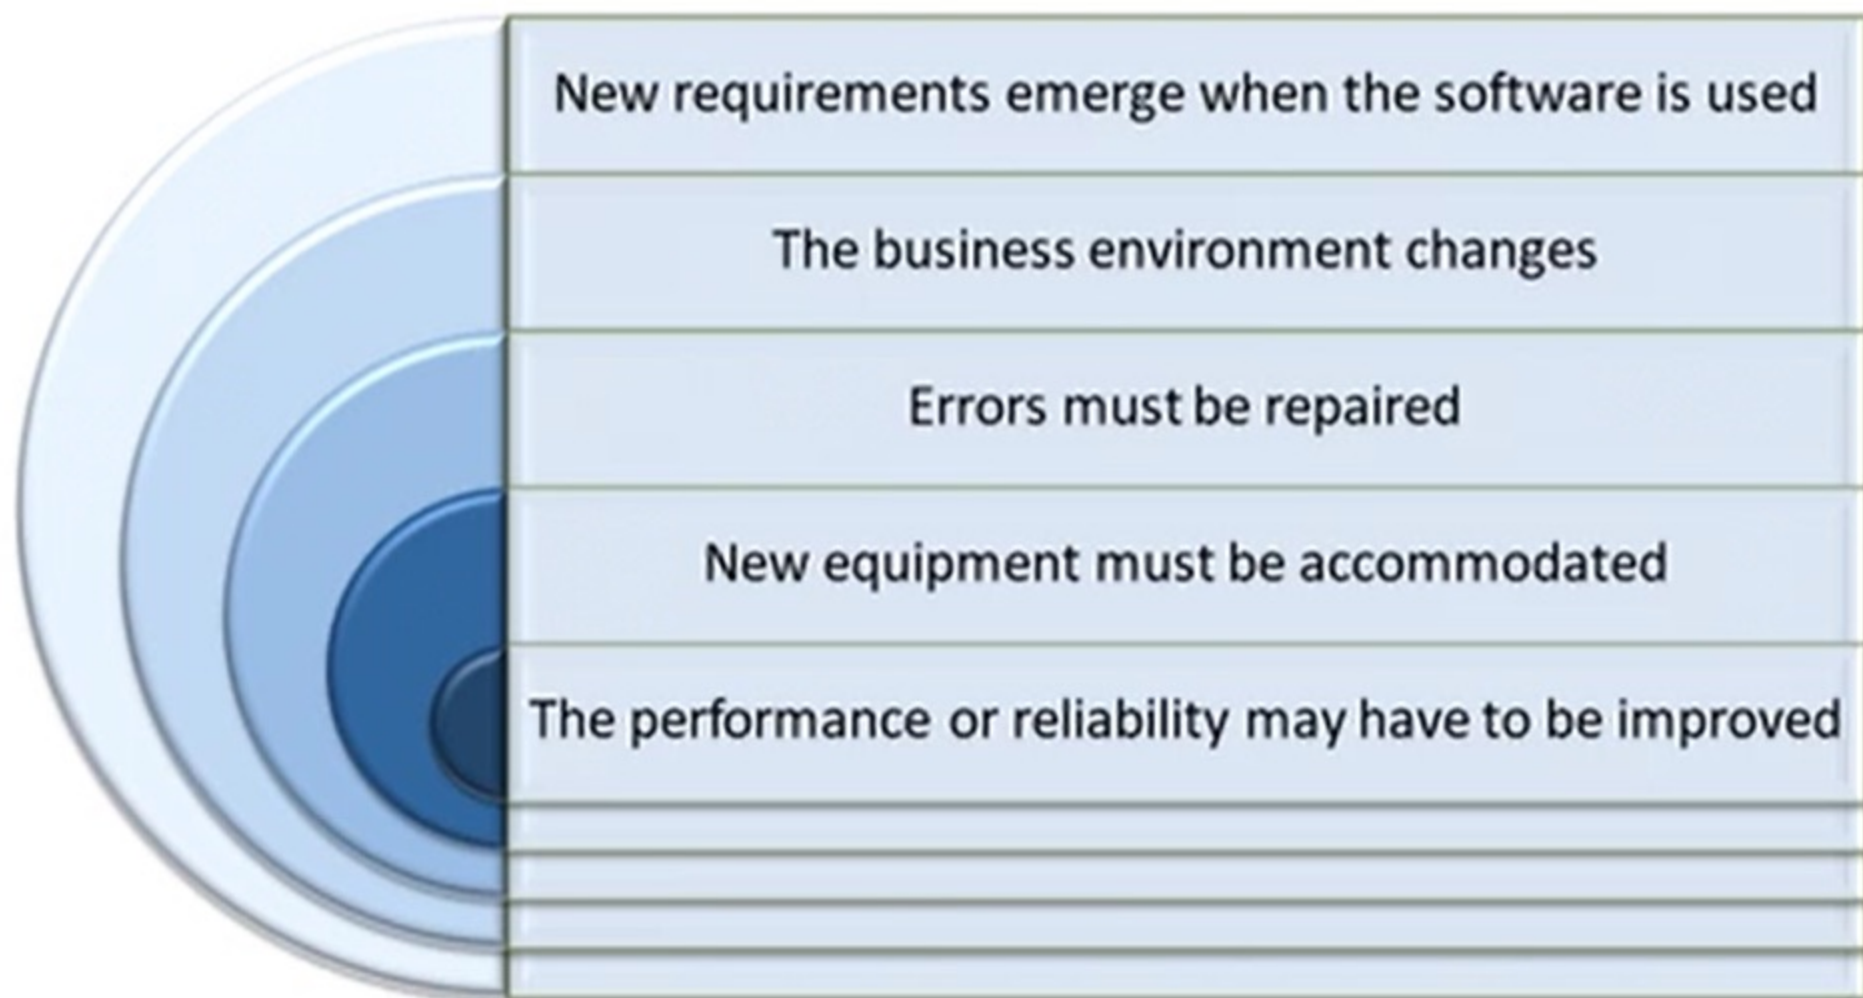 New requirements emerge when the software is used
The business environment changes
Errors must be repaired
New equipment must be accommodated
The performance or reliability may have to be improved